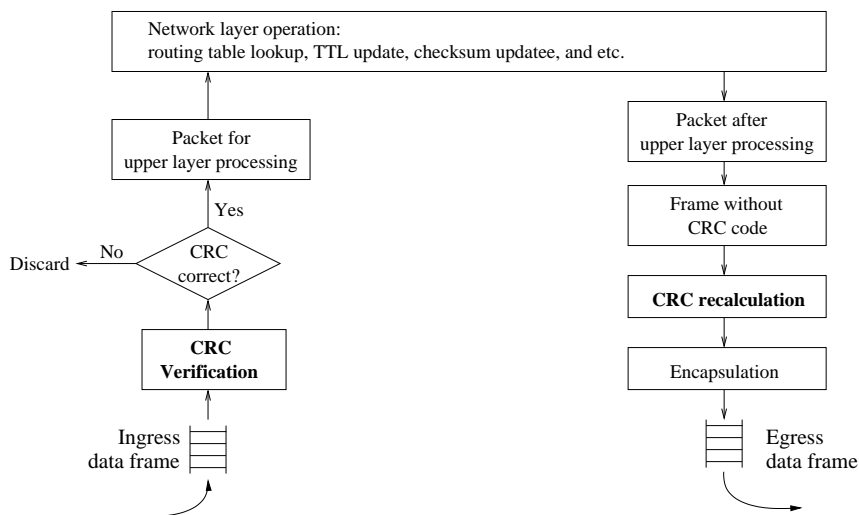 Network layer operation:
routing table lookup, TTL update, checksum updatee, and etc.
Packet for
upper layer processing
Yes
No
Discard
CRC
correct?
CRC
Verification
Ingress
data frame
Packet after
upper layer processing
Frame without
CRC code
CRC recalculation
Encapsulation
Egress
data frame